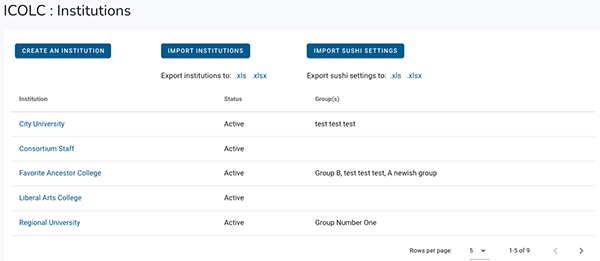 ICOLC : Institutions
CREATE AN INSTITUTION IMPORT INSTITUTIONS IMPORT SUSHI SETTINGS
Export institutions to: .xls .xlsx Export sushi settings to: .xls .xlsx
Institution Status Group(s)
City University Active test test test
Consortium Staff Active
Favorite Ancestor College Active Group B, test test test, A newish group
Liberal Arts College Active
Regional University Active Group Number One
Rows per page: 5 1-5 of 9